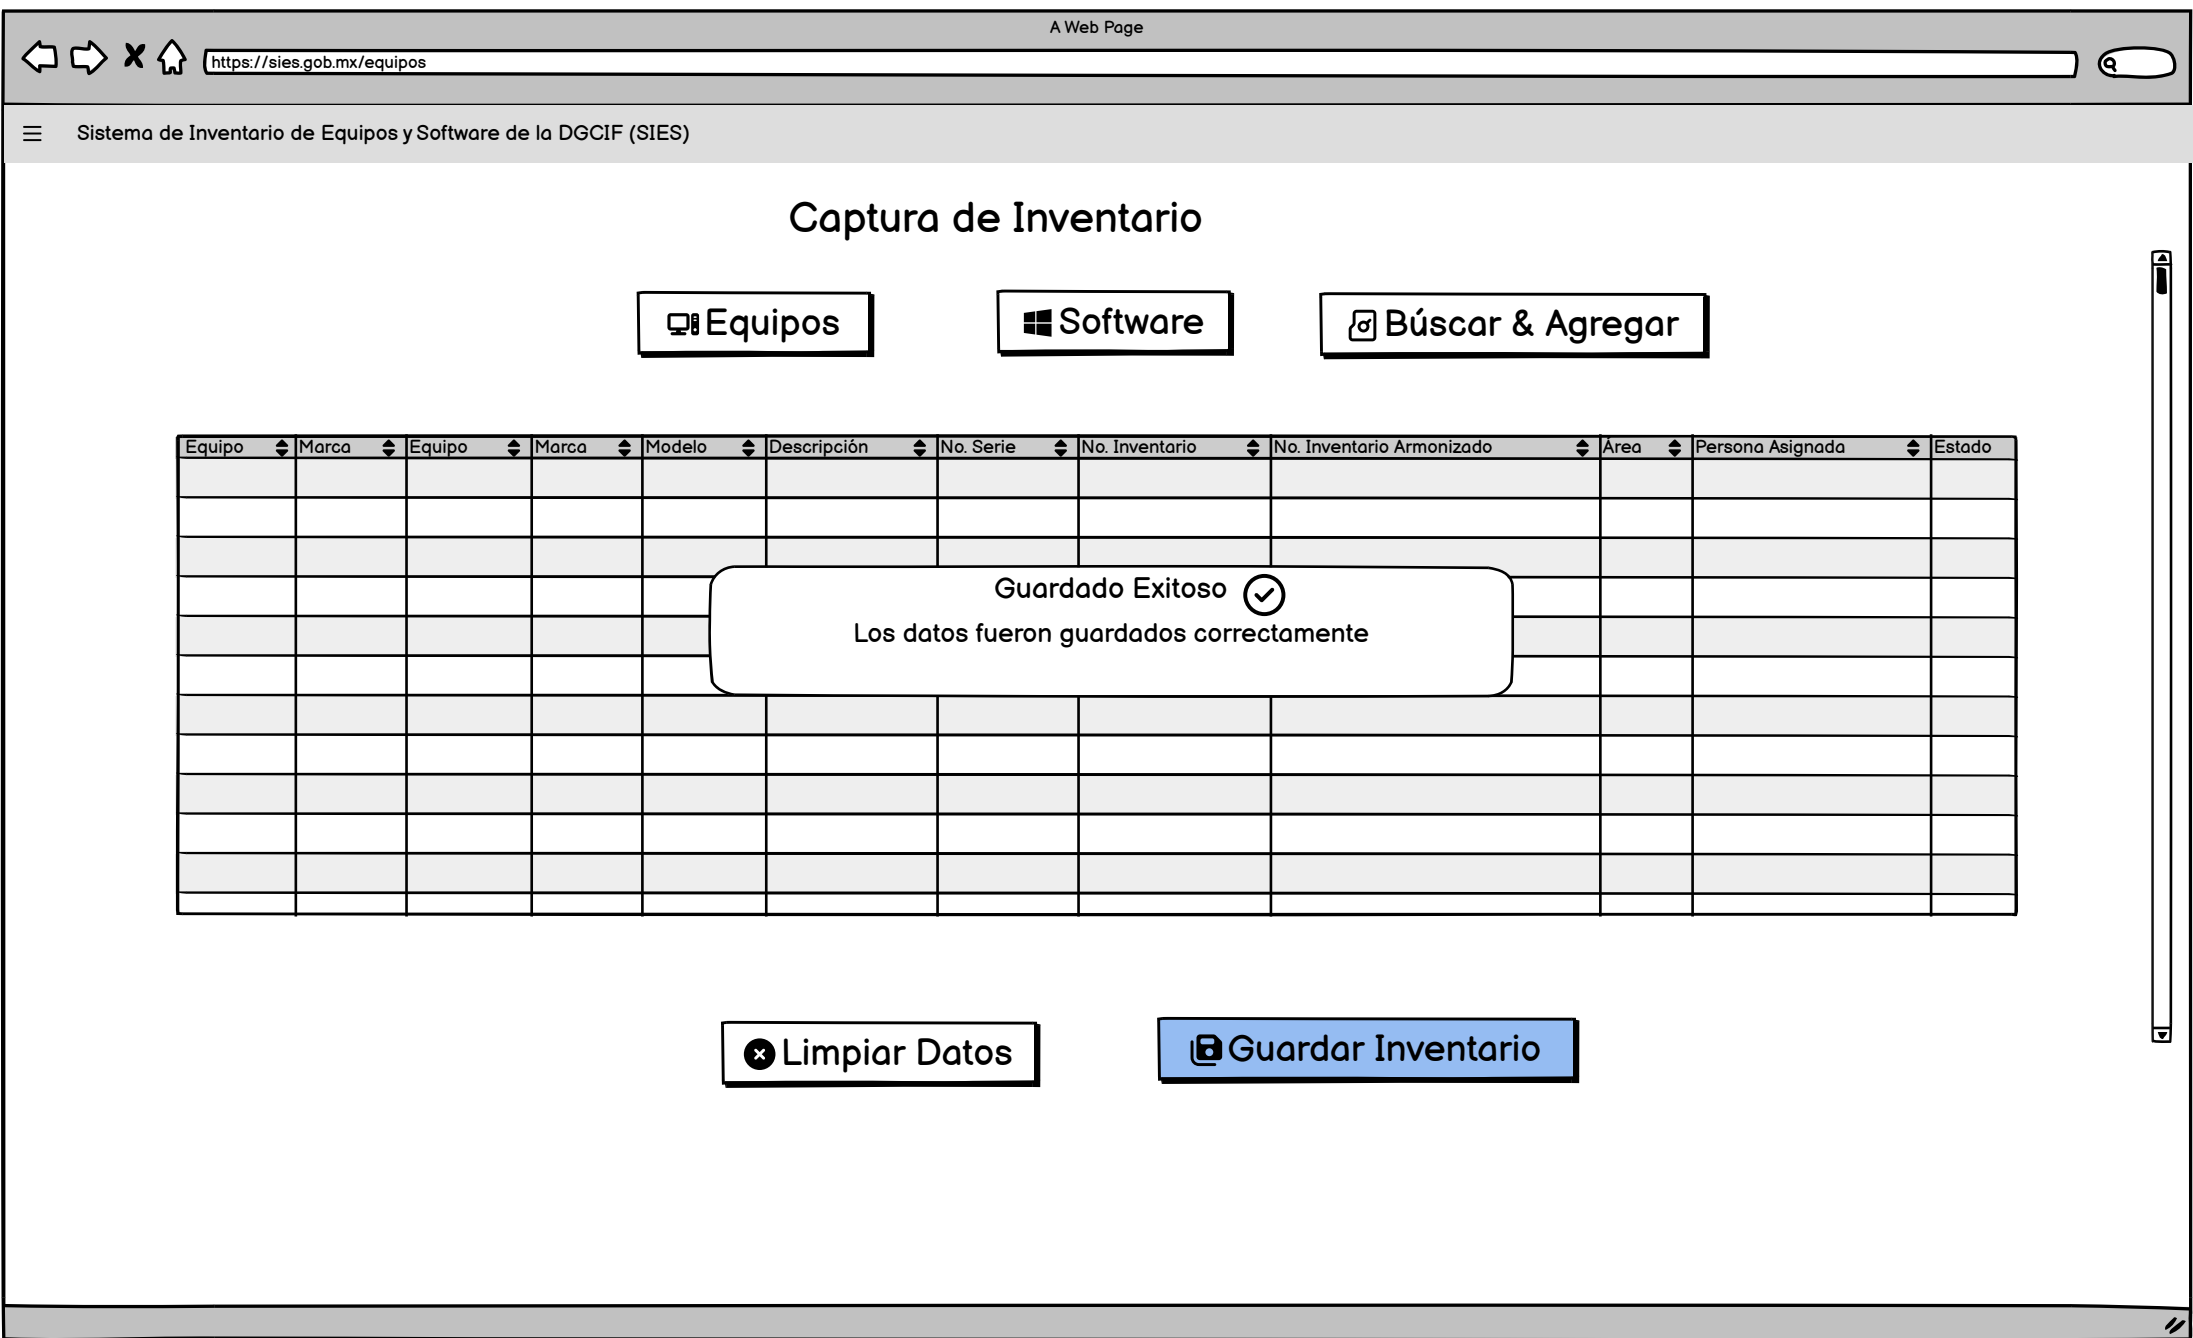 A Web Page
https://sies.gob.mx/equipos
Sistema de Inventario de Equipos y Software de la DGCIF (SIES)
Captura de Inventario
Equipos Software Búscar & Agregar
Equipo Marca Equipo Marca Modelo Descripción No. Serie No. Inventario No. Inventario Armonizado Área Persona Asignada Estado
Guardado Exitoso
Los datos fueron guardados correctamente
Limpiar Datos Guardar Inventario